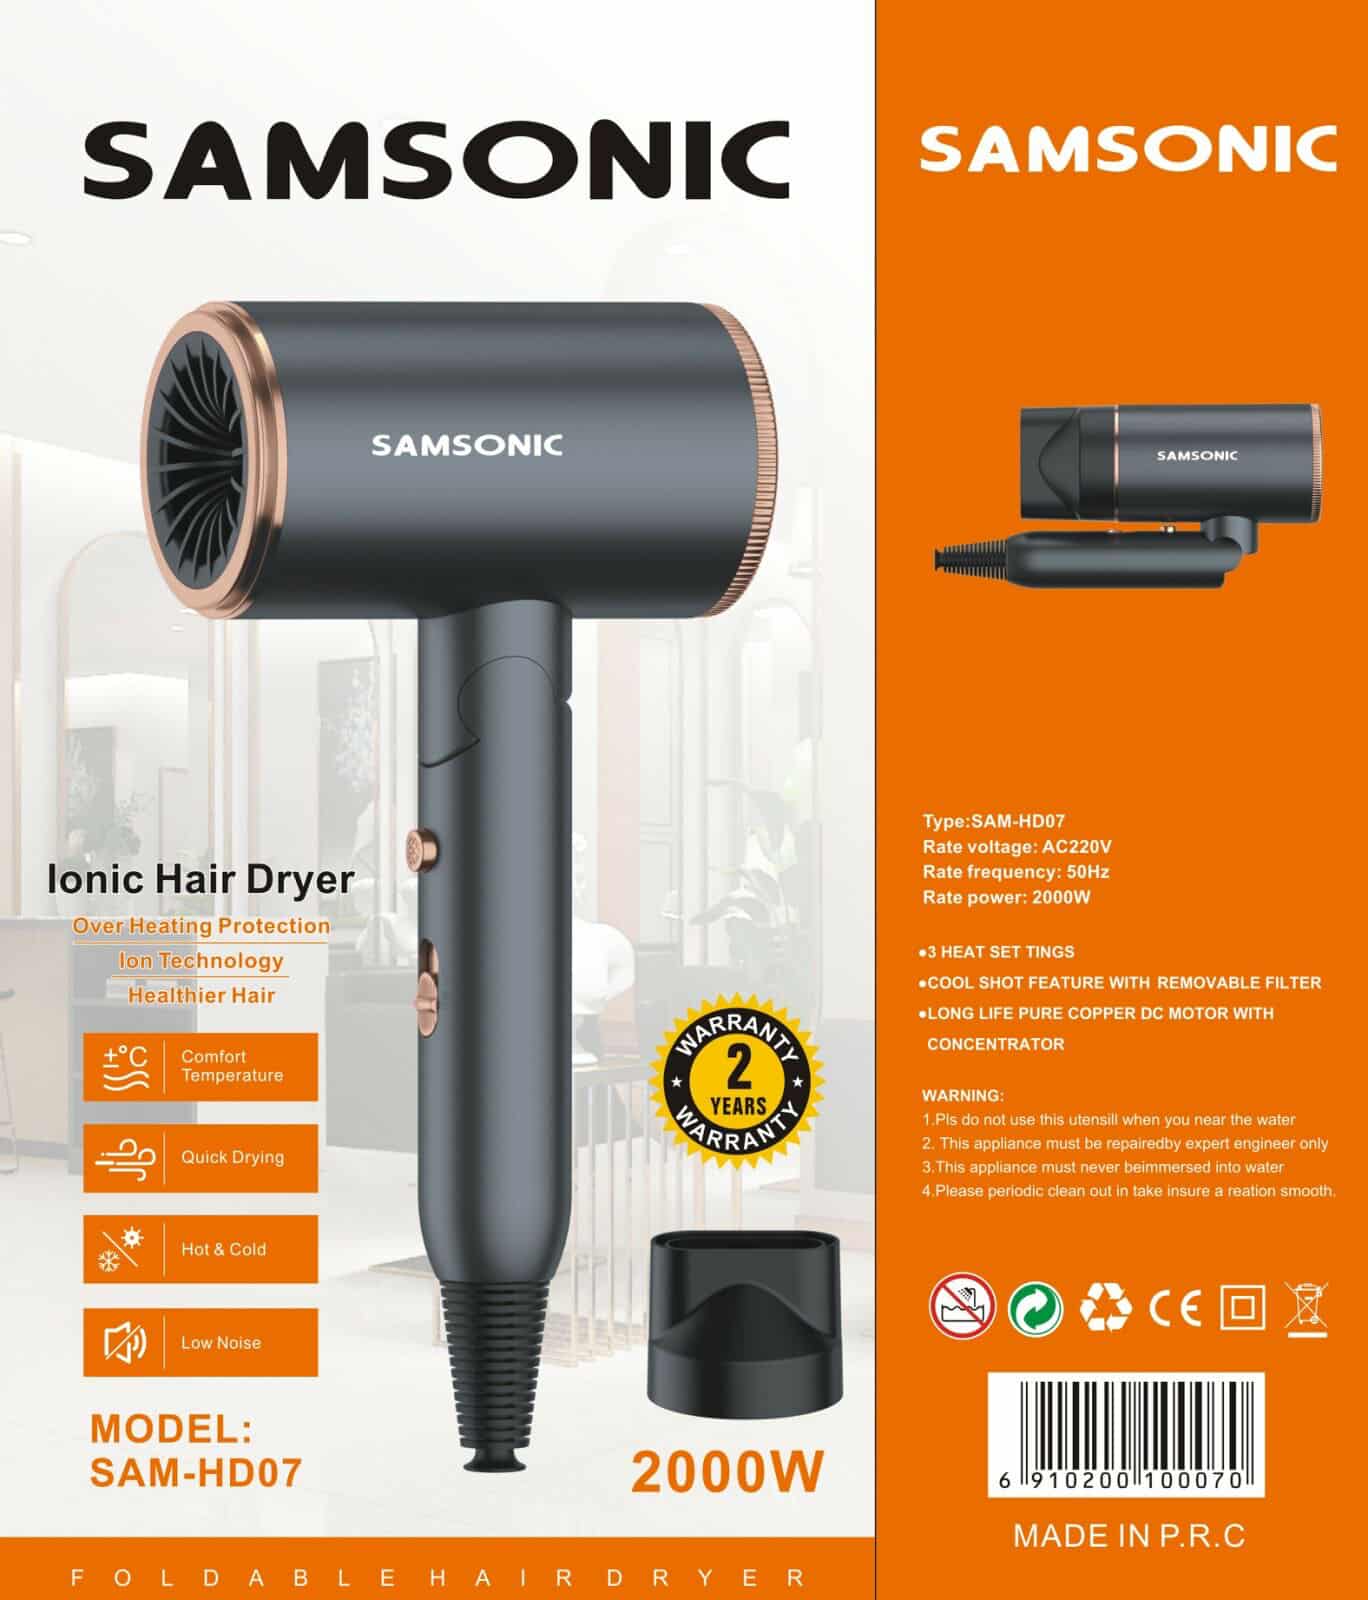 SAMSONIC
SAMSONIC
Ionic Hair Dryer
Over Heating Protection
Ion Technology
Healthier Hair
±°C
Comfort
Temperature
Quick Drying
Hot & Cold
Low Noise
MODEL:
SAM-HD07
WARRANTY
2
YEARS
WARRANTY
2000W
FOLDABLEHAIRDRYER
SAMSONIC
SAMSONIC
Type:SAM-HD07
Rate voltage: AC220V
Rate frequency: 50Hz
Rate power: 2000W
●3 HEAT SET TINGS
●COOL SHOT FEATURE WITH REMOVABLE FILTER
●LONG LIFE PURE COPPER DC MOTOR WITH
CONCENTRATOR
WARNING:
1.Pls do not use this utensill when you near the water
2. This appliance must be repairedby expert engineer only
3.This appliance must never beimmersed into water
4.Please periodic clean out in take insure a reation smooth.
CE
6 910200 100070
MADE IN P.R.C